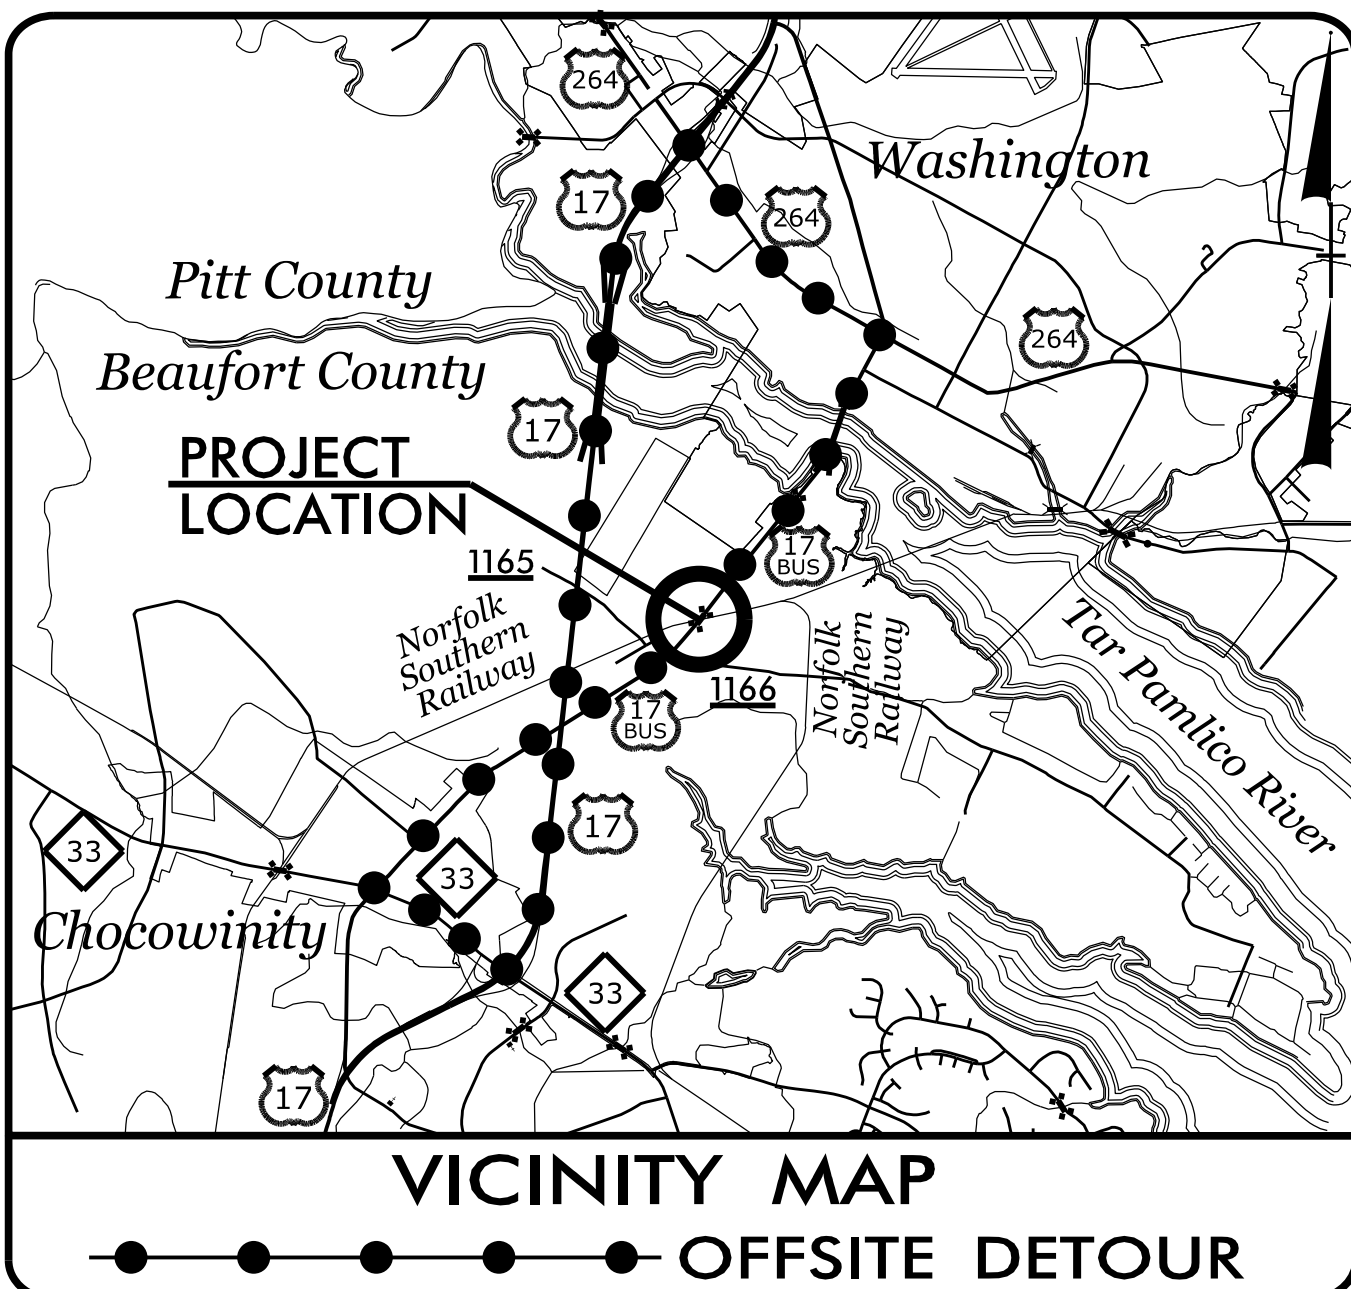 264
Washington
17
264
Pitt County
264
Beaufort County
17
PROJECT
LOCATION
17
BUS
1165
Norfolk
Southern
Railway
Norfolk
Southern
Railway
Tar Pamlico River
1166
17
BUS
17
33
33
Chocowinity
33
17
VICINITY MAP
OFFSITE DETOUR